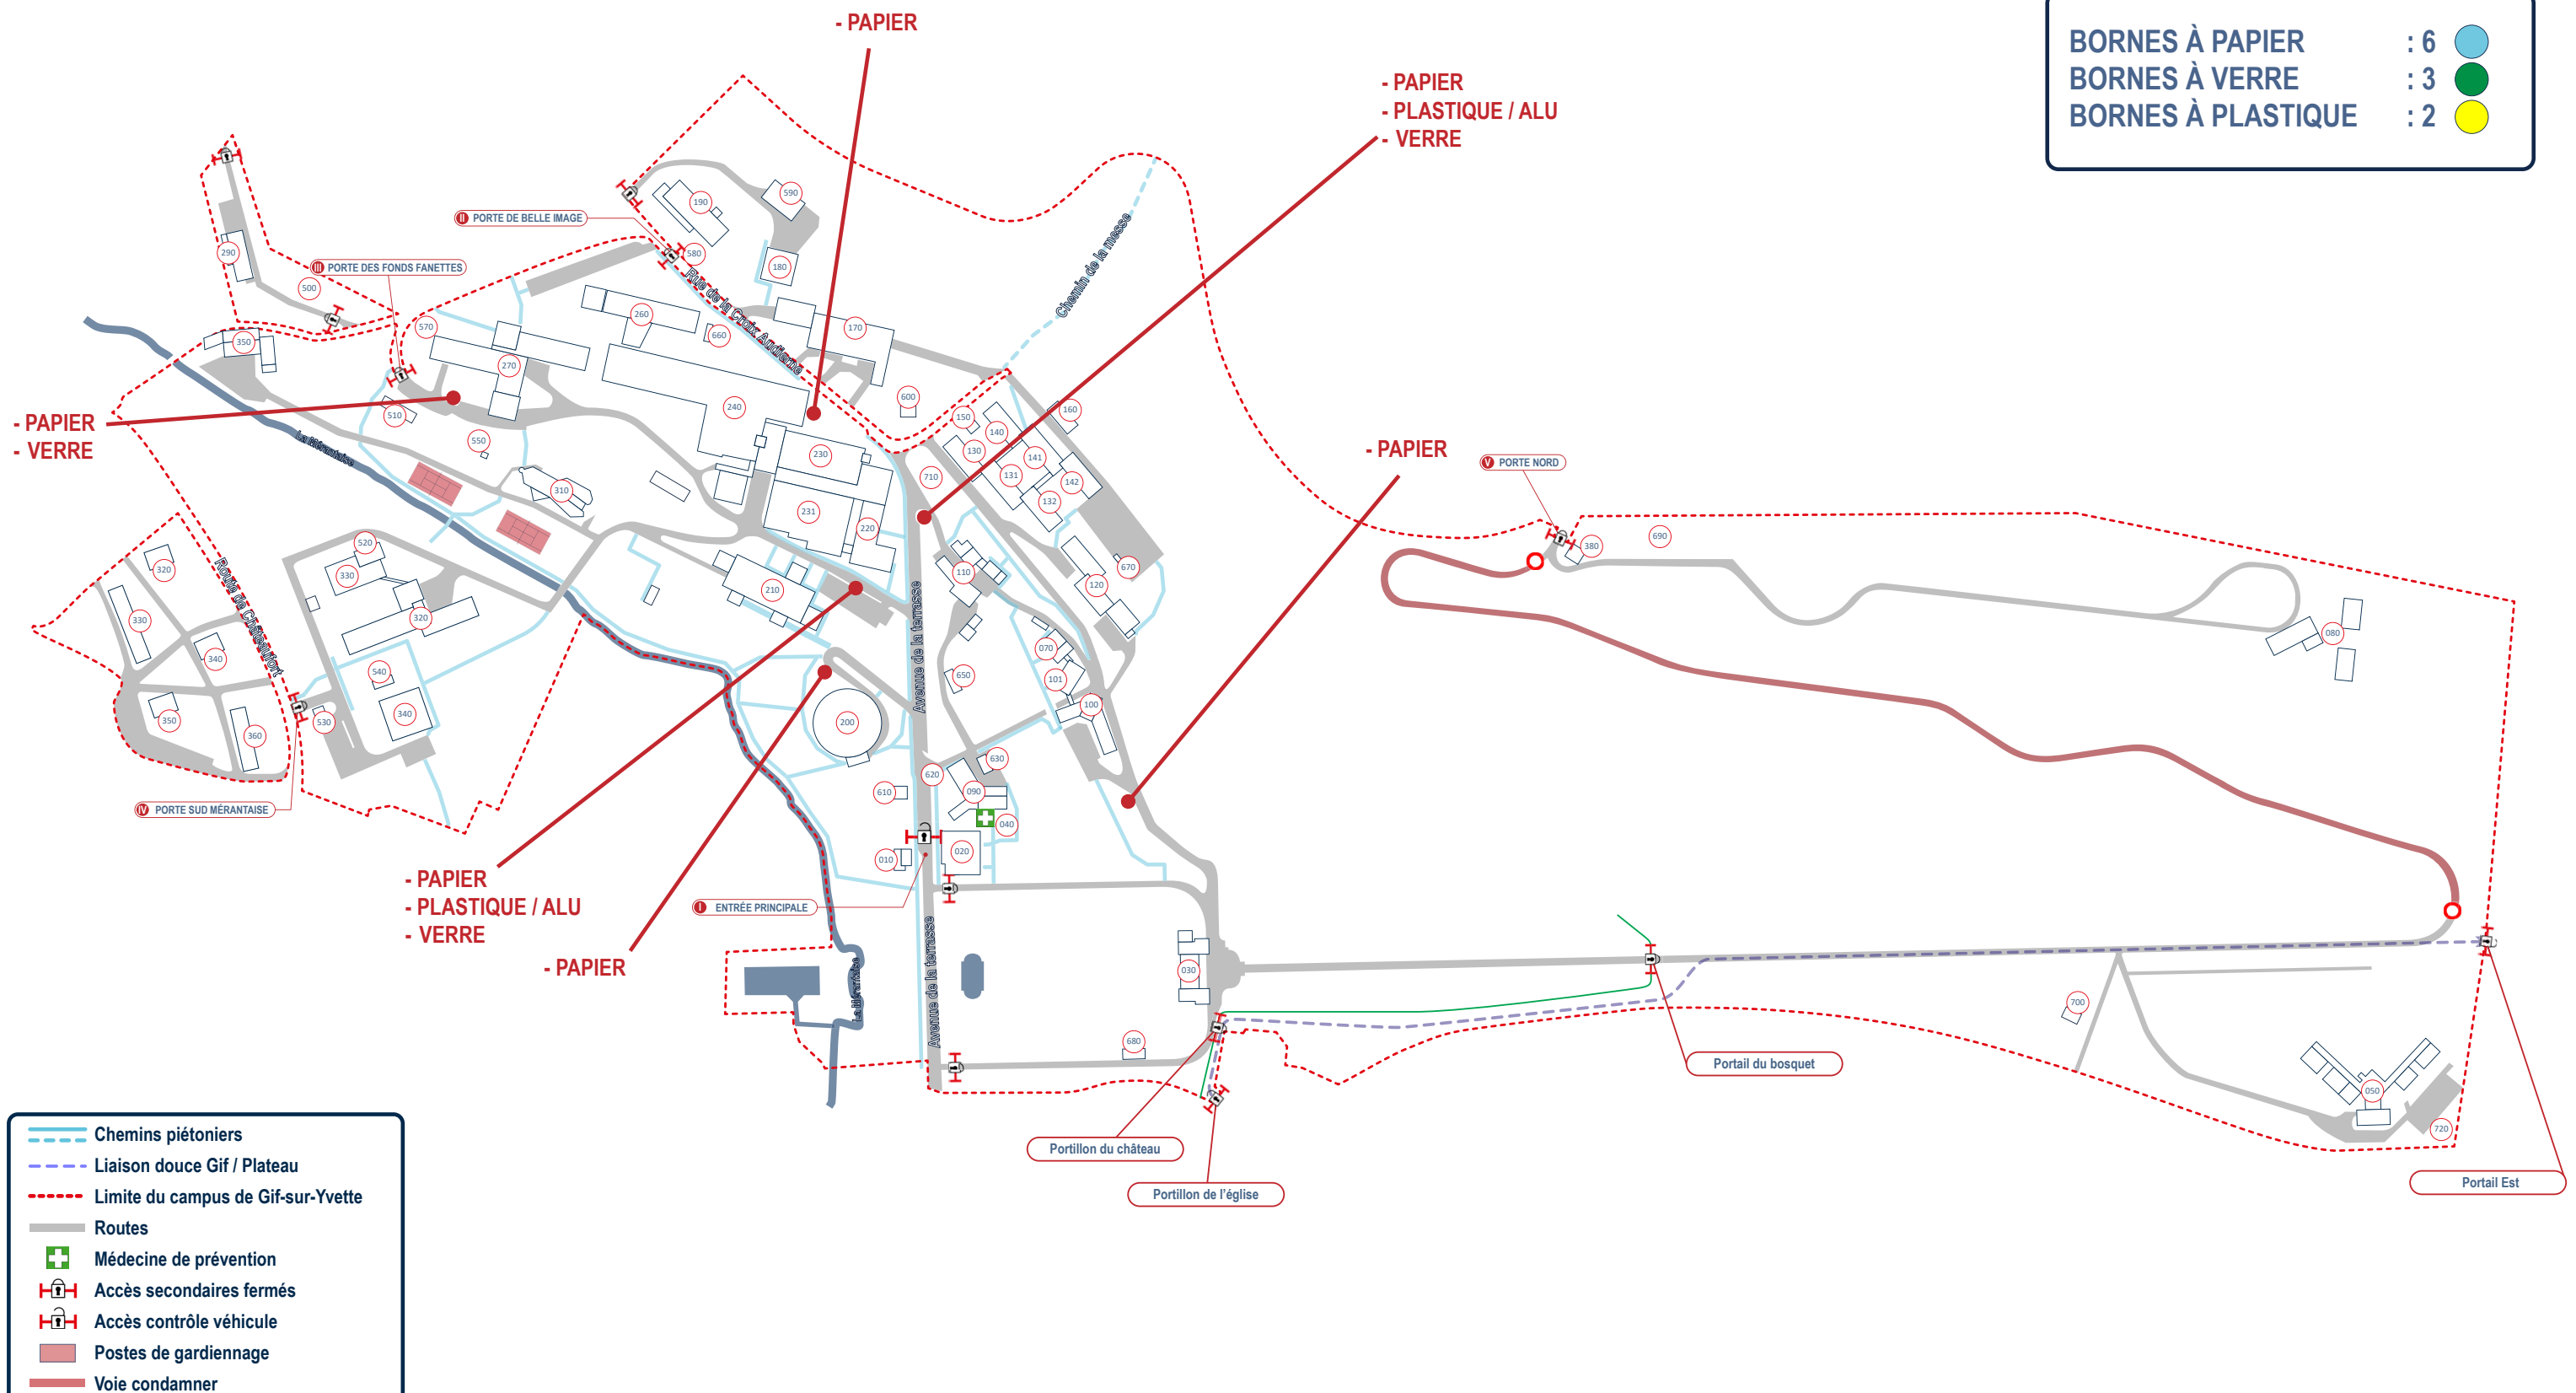 - PAPIER
BORNES À PAPIER : 6
BORNES À VERRE : 3
BORNES À PLASTIQUE : 2
- PAPIER
- PLASTIQUE / ALU
- VERRE
590
190
II PORTE DE BELLE IMAGE
580
180
290
III PORTE DES FONDS FANETTES
500
Rue de la Croix Audienne
Chemin de la messe
260
570
660
170
350
270
240
600
150
160
510
140
- PAPIER
- VERRE
550
La Mérantaise
230
130
141
131
142
132
710
310
231
220
- PAPIER
V PORTE NORD
380
690
520
330
320
320
330
340
Route de Châteaufort
110
670
120
210
Avenue de la terrasse
070
101
650
100
080
540
340
530
350
360
200
630
620
610
090
040
020
010
IV PORTE SUD MÉRANTAISE
- PAPIER
- PLASTIQUE / ALU
- VERRE
I ENTRÉE PRINCIPALE
- PAPIER
La Mérantaise
Avenue de la terrasse
030
680
700
050
720
Portail du bosquet
Portillon du château
Portillon de l'église
Portail Est
Chemins piétoniers
Liaison douce Gif / Plateau
Limite du campus de Gif-sur-Yvette
Routes
Médecine de prévention
Accès secondaires fermés
Accès contrôle véhicule
Postes de gardiennage
Voie condamner